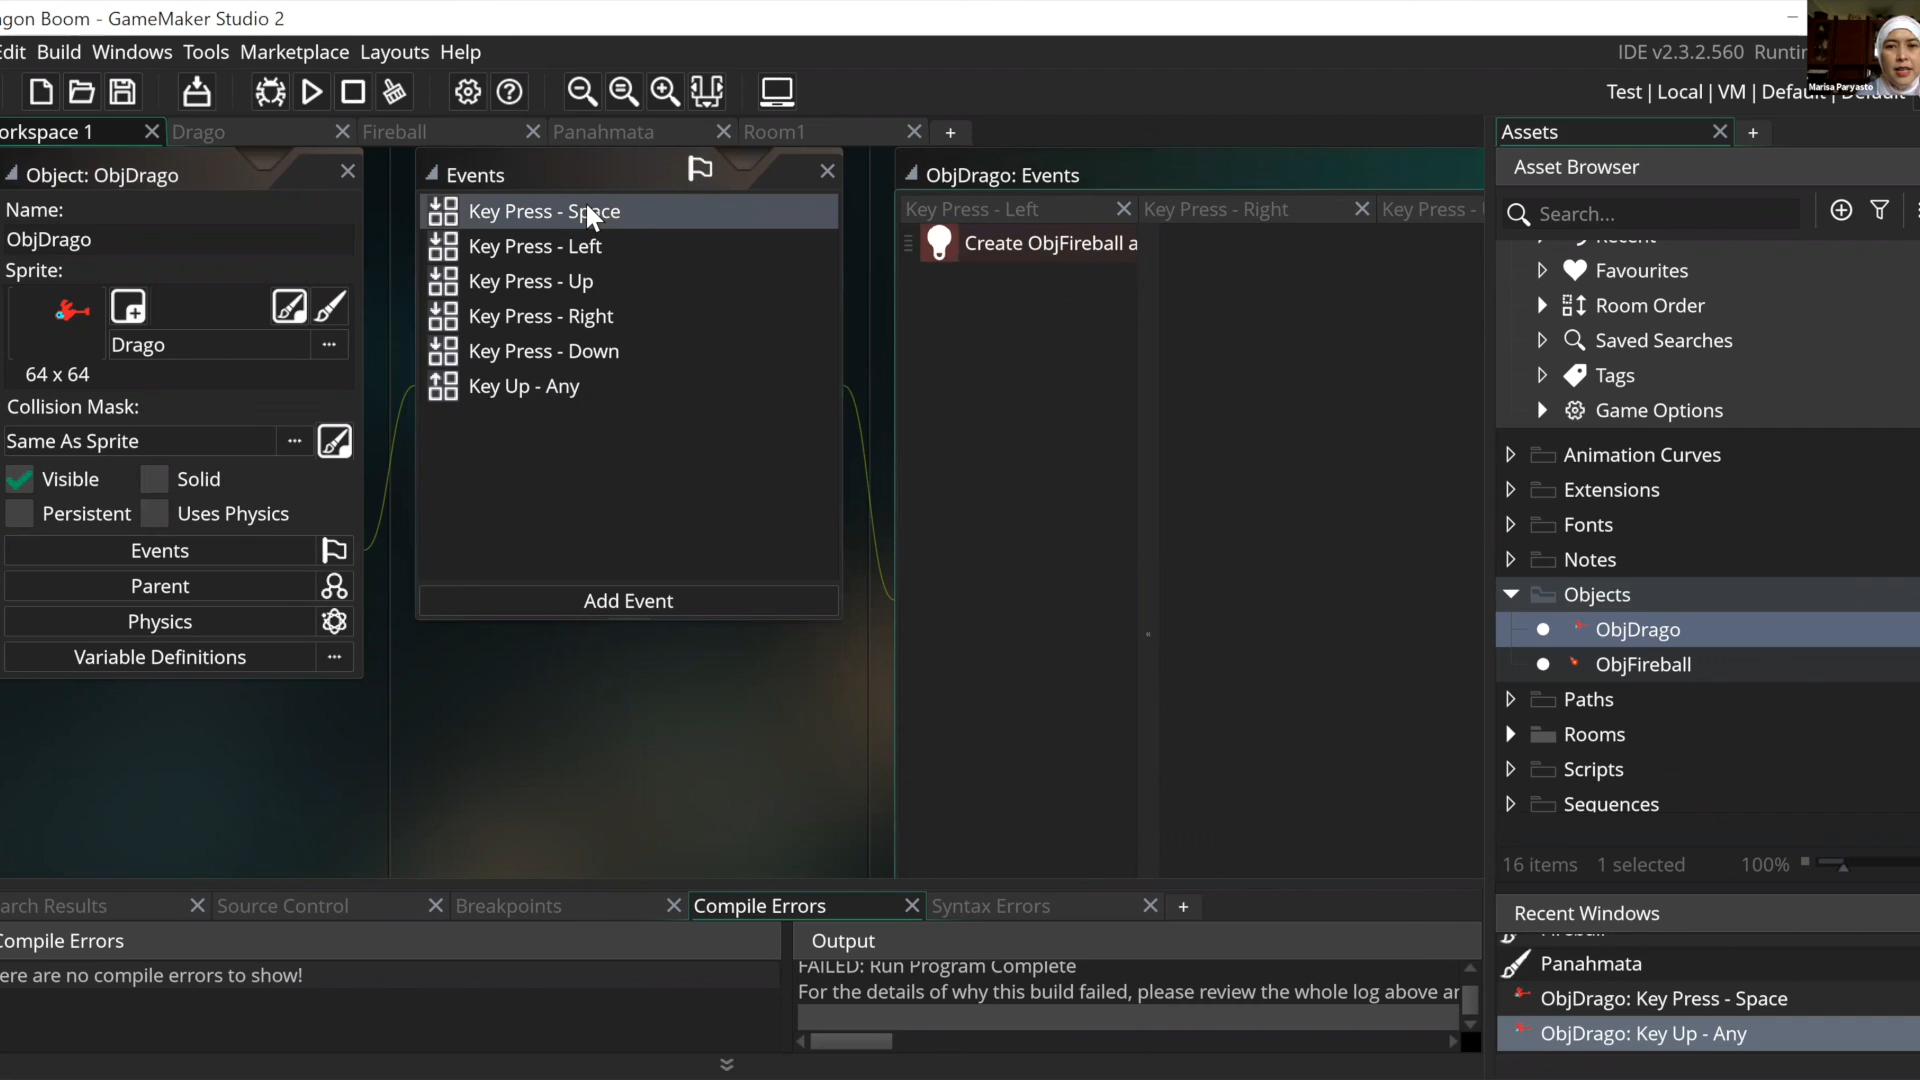 agon Boom - GameMaker Studio 2
Edit Build Windows Tools Marketplace Layouts Help
IDE v2.3.2.560 Runtin
Marisa Paryasto
Test | Local | VM | Default Default
orkspace 1
Drago
Fireball
Panahmata
Room1
+
Object: ObjDrago
Name:
ObjDrago
Sprite:
Drago
...
64 x 64
Collision Mask:
Same As Sprite
...
Visible
Solid
Persistent
Uses Physics
Events
Parent
Physics
Variable Definitions
...
Events
Key Press - Space
Key Press - Left
Key Press - Up
Key Press - Right
Key Press - Down
Key Up - Any
Add Event
ObjDrago: Events
Key Press - Left
Key Press - Right
Key Press -
Create ObjFireball a
Assets
+
Asset Browser
Search...
Favourites
Room Order
Saved Searches
Tags
Game Options
Animation Curves
Extensions
Fonts
Notes
Objects
ObjDrago
ObjFireball
Paths
Rooms
Scripts
Sequences
16 items 1 selected 100%
Recent Windows
Panahmata
ObjDrago: Key Press - Space
ObjDrago: Key Up - Any
arch Results
Source Control
Breakpoints
Compile Errors
Syntax Errors
+
Compile Errors
ere are no compile errors to show!
Output
FAILED: Run Program Complete
For the details of why this build failed, please review the whole log above ar